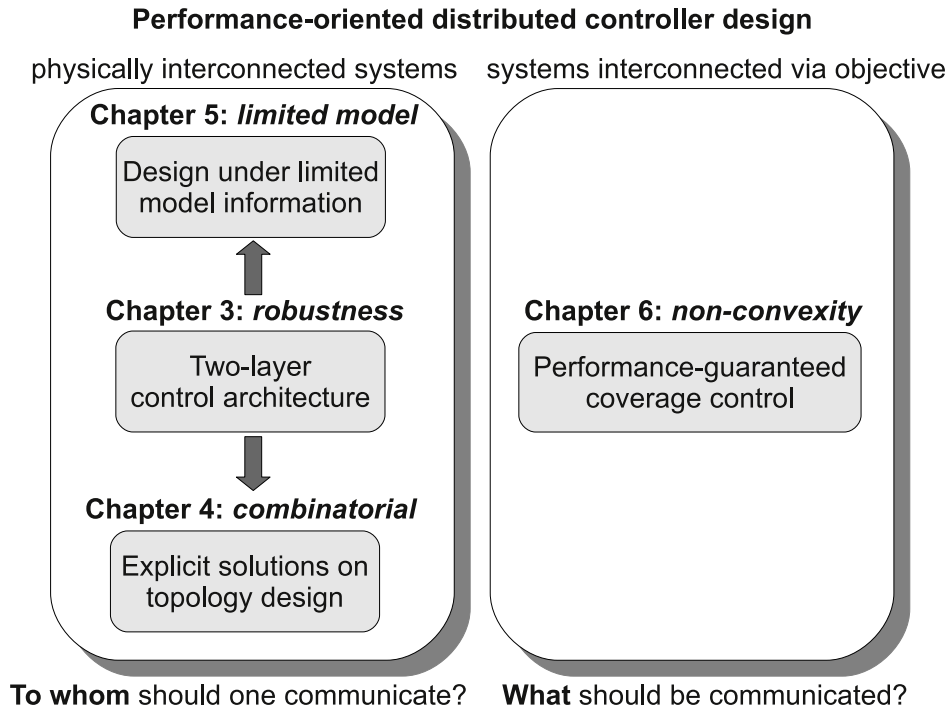 Performance-oriented distributed controller design
physically interconnected systems
Chapter 5: limited model
Design under limited
model information
Chapter 3: robustness
Two-layer
control architecture
Chapter 4: combinatorial
Explicit solutions on
topology design
To whom should one communicate?
systems interconnected via objective
Chapter 6: non-convexity
Performance-guaranteed
coverage control
What should be communicated?